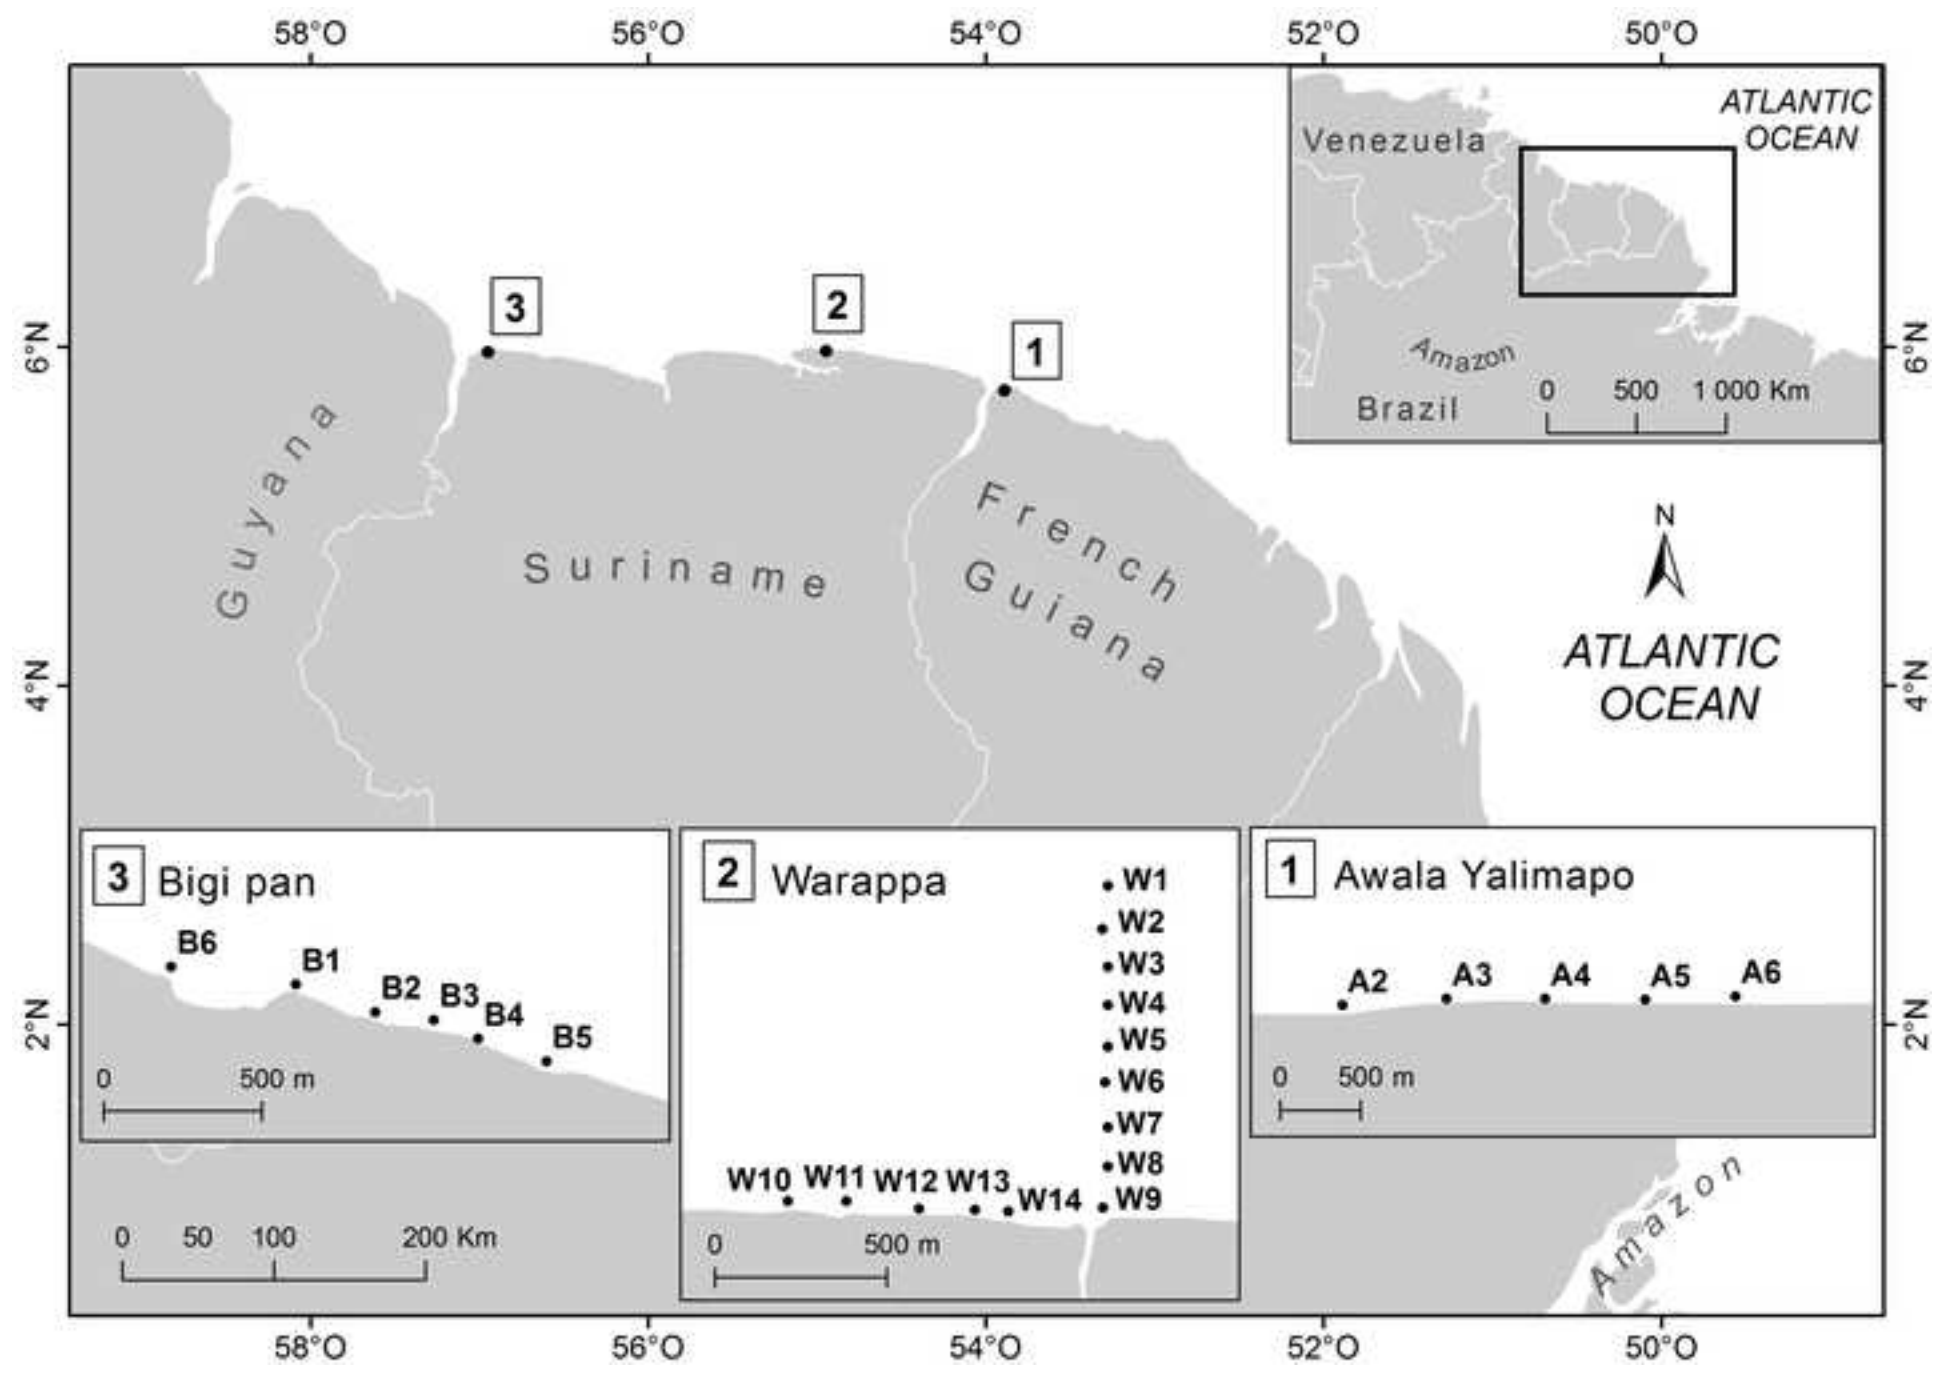 58°O 56°O 54°O 52°O 50°O
ATLANTIC
OCEAN
Venezuela
Amazon
Brazil
0 500 1 000 Km
3
2
1
6°N
6°N
Guyana
Suriname
French
Guiana
N
ATLANTIC
OCEAN
4°N
4°N
3 Bigi pan
B6
B1
B2
B3
B4
B5
0 500 m
2 Warappa
W1
W2
W3
W4
W5
W6
W7
W8
W9
W10 W11 W12 W13 W14
0 500 m
1 Awala Yalimapo
A2 A3 A4 A5 A6
0 500 m
2°N
2°N
Amazon
0 50 100 200 Km
58°O 56°O 54°O 52°O 50°O